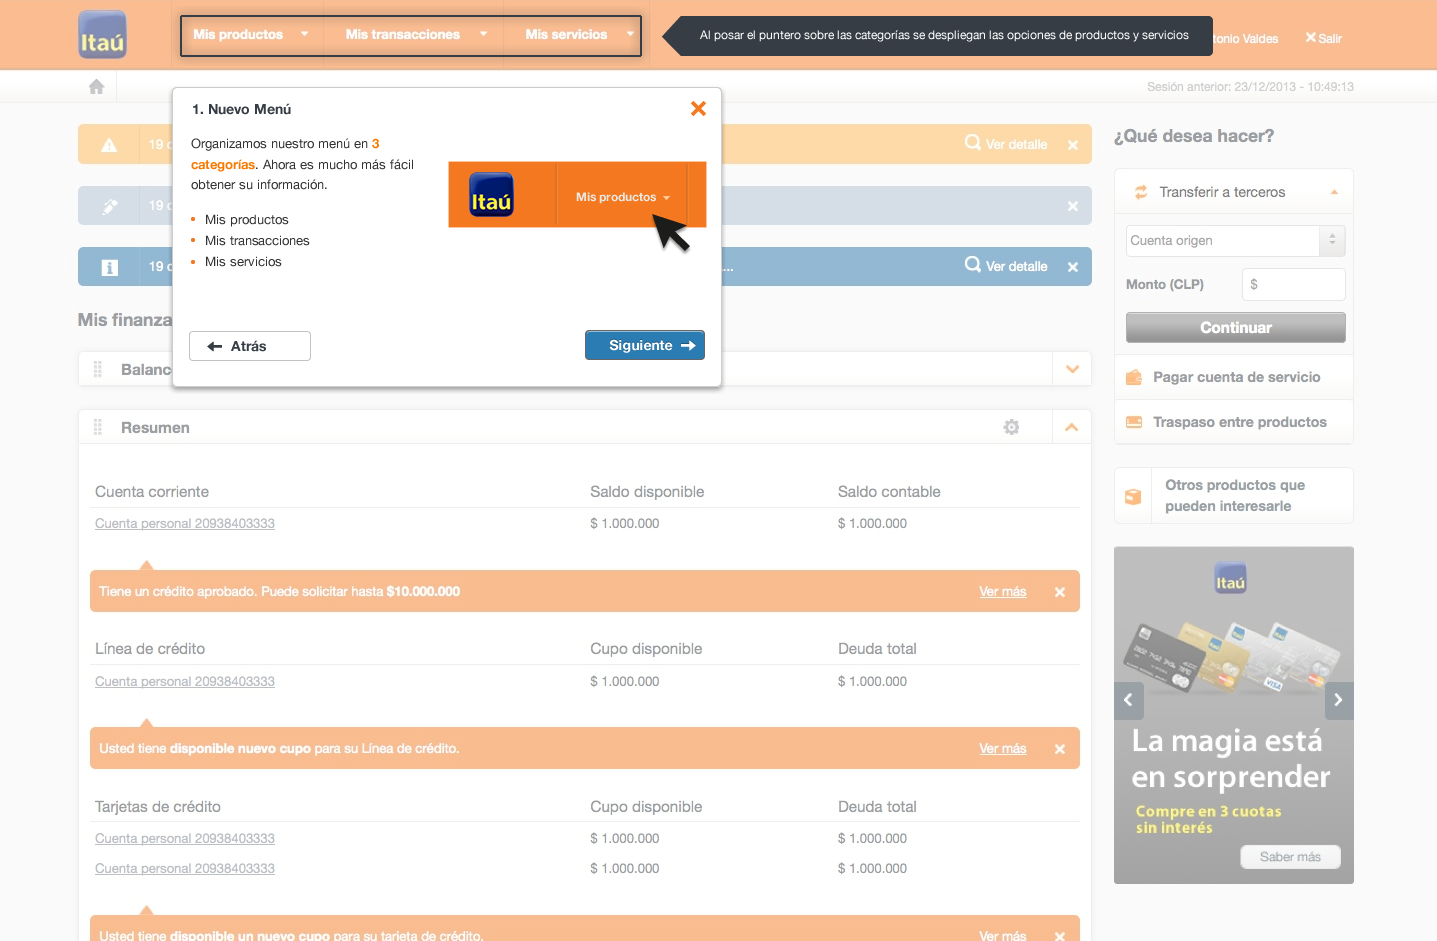 Itaú
Mis productos
Mis transacciones
Mis servicios
Al posar el puntero sobre las categorías se despliegan las opciones de productos y servicios
tonio Valdes
Salir
Sesión anterior: 23/12/2013 - 10:49:13
1. Nuevo Menú
Organizamos nuestro menú en 3
categorías. Ahora es mucho más fácil
obtener su información.
Mis productos
Mis transacciones
Mis servicios
Itaú
Mis productos
Atrás
Siguiente
19
Ver detalle
19
19
...
Ver detalle
Mis finanza
Balanc
Resumen
Cuenta corriente Saldo disponible Saldo contable
Cuenta personal 20938403333 $ 1.000.000 $ 1.000.000
Tiene un crédito aprobado. Puede solicitar hasta $10.000.000 Ver más
Línea de crédito Cupo disponible Deuda total
Cuenta personal 20938403333 $ 1.000.000 $ 1.000.000
Usted tiene disponible nuevo cupo para su Línea de crédito. Ver más
Tarjetas de crédito Cupo disponible Deuda total
Cuenta personal 20938403333 $ 1.000.000 $ 1.000.000
Cuenta personal 20938403333 $ 1.000.000 $ 1.000.000
Usted tiene disponible un nuevo cupo para su tarjeta de crédito. Ver más
¿Qué desea hacer?
Transferir a terceros
Cuenta origen
Monto (CLP) $
Continuar
Pagar cuenta de servicio
Traspaso entre productos
Otros productos que
pueden interesarle
Itaú
VISA
La magia está
en sorprender
Compre en 3 cuotas
sin interés
Saber más